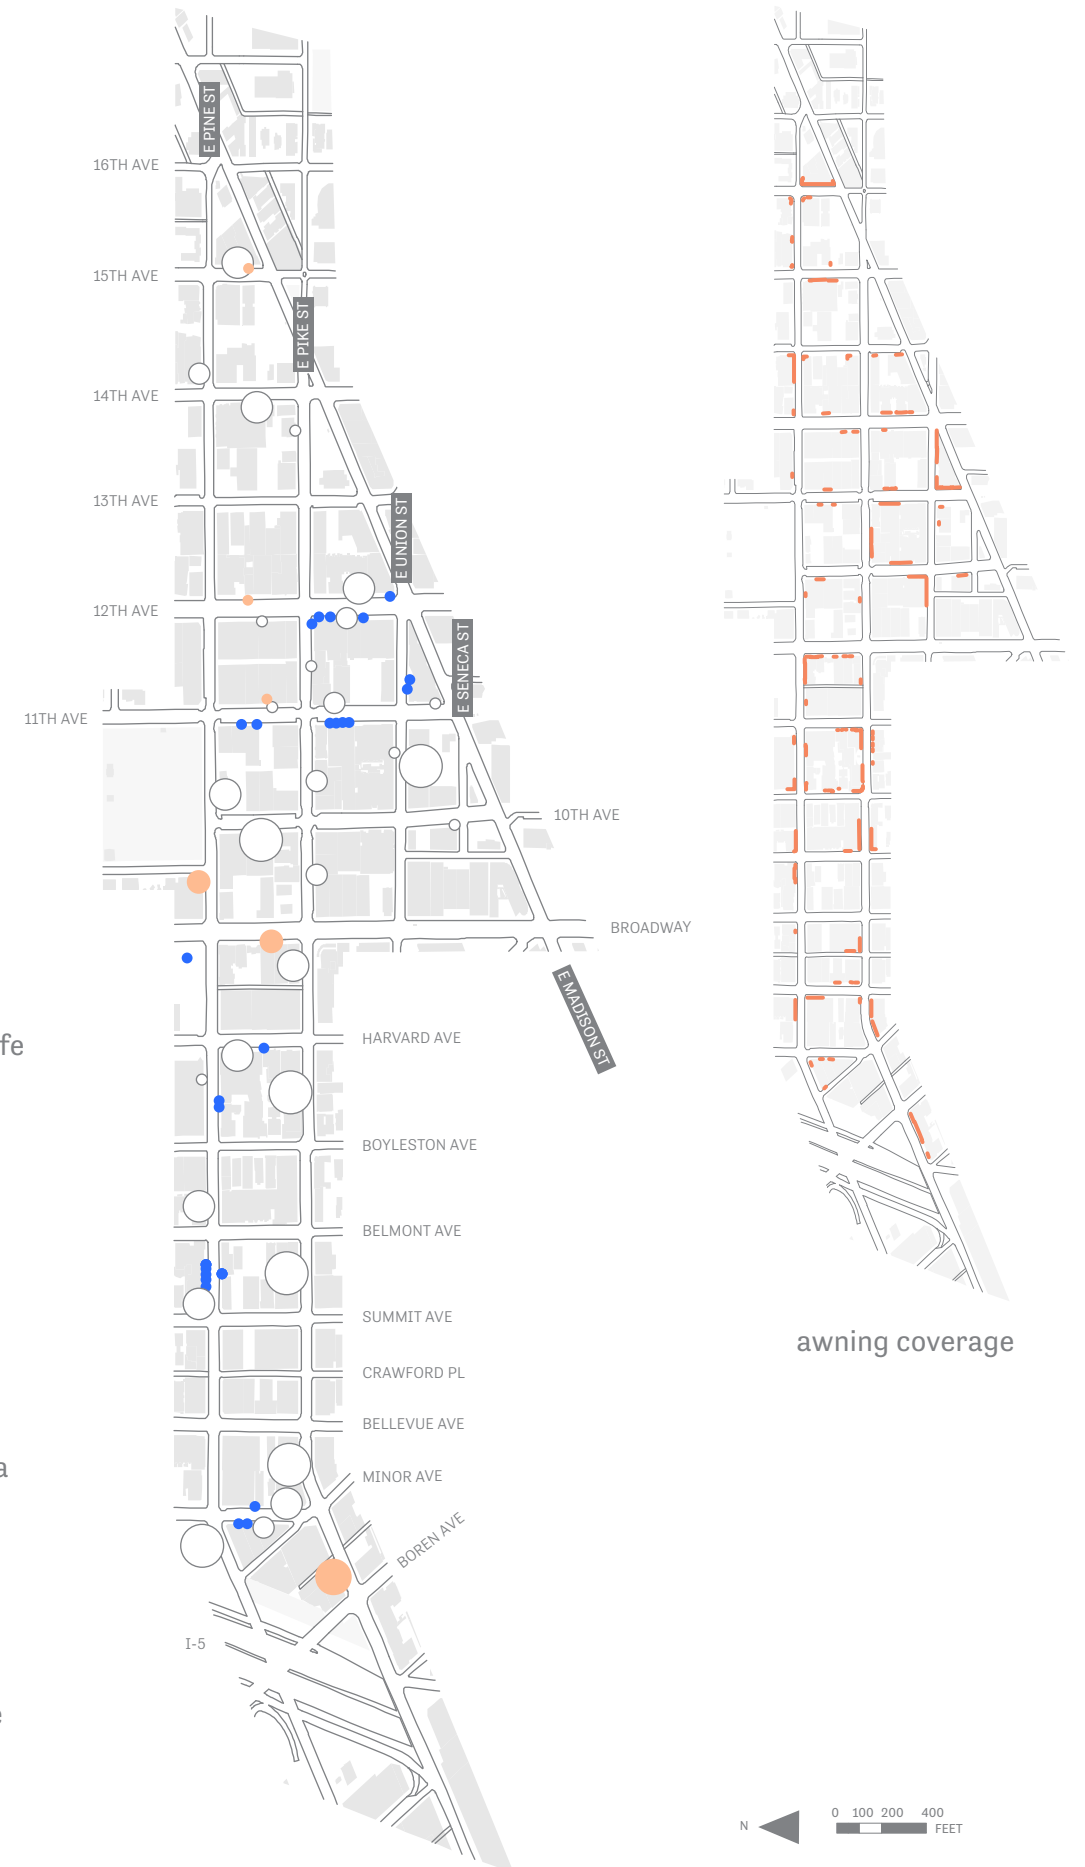 E PINE ST
16TH AVE
15TH AVE
E PIKE ST
14TH AVE
13TH AVE
E UNION ST
12TH AVE
E SENECA ST
11TH AVE
10TH AVE
BROADWAY
E MADISON ST
HARVARD AVE
fe
BOYLESTON AVE
BELMONT AVE
SUMMIT AVE
awning coverage
CRAWFORD PL
BELLEVUE AVE
a
MINOR AVE
BOREN AVE
I-5
e
N
0 100 200 400
FEET